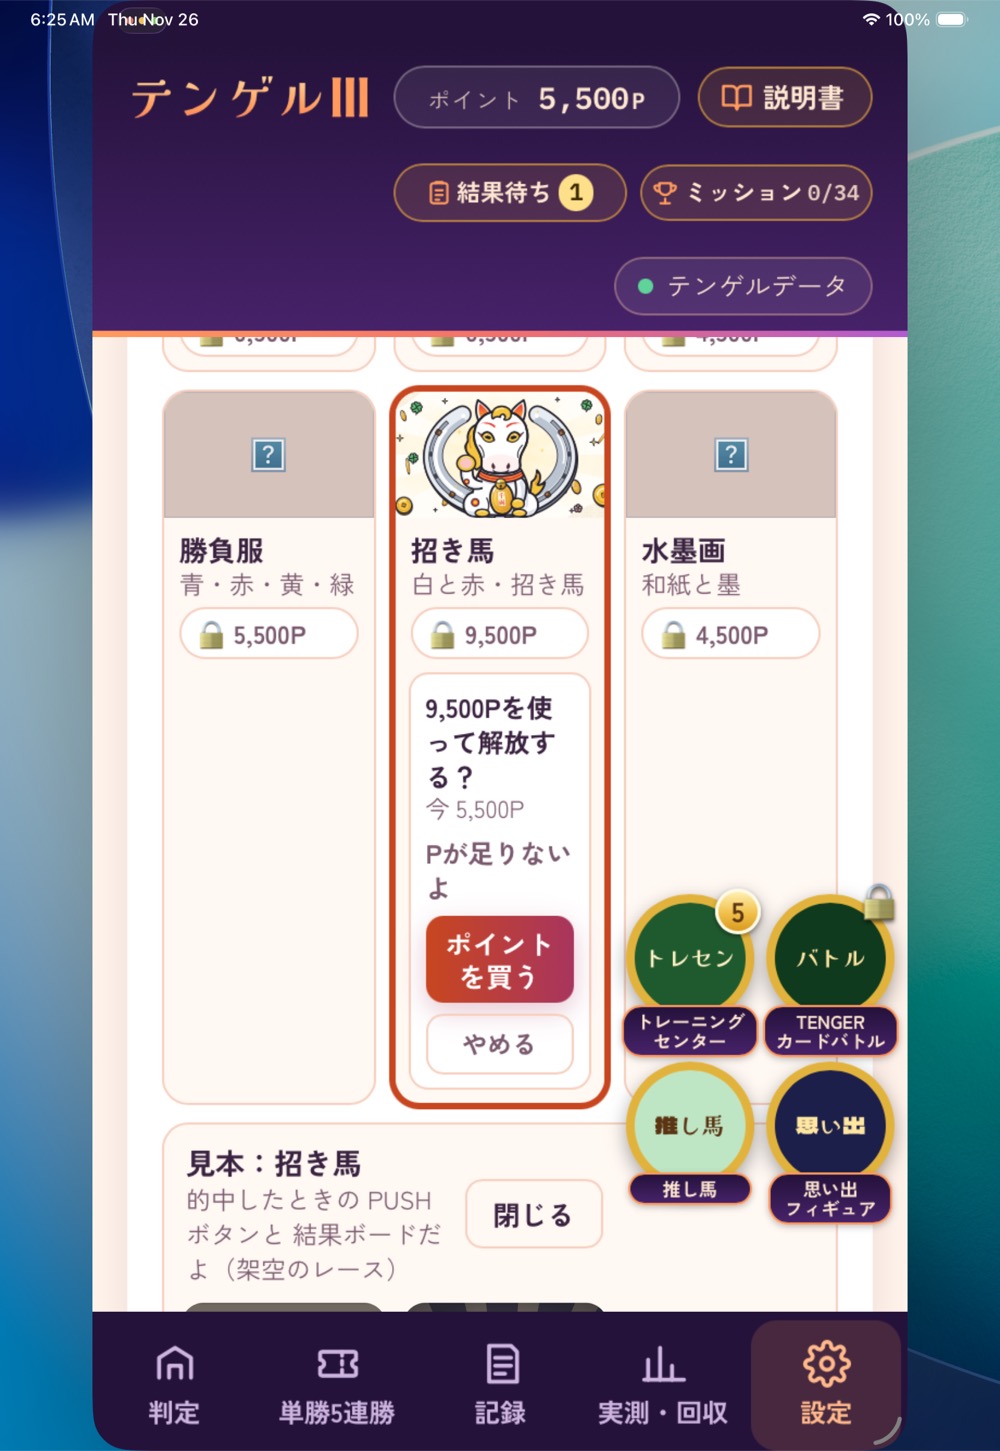 6:25 AM Thu Nov 26
100%
テンゲルIII
ポイント 5,500P
説明書
結果待ち 1
ミッション 0/34
テンゲルデータ
勝負服
青・赤・黄・緑
5,500P
招き馬
白と赤・招き馬
9,500P
9,500Pを使
って解放す
る？
今 5,500P
Pが足りない
よ
ポイント
を買う
やめる
水墨画
和紙と墨
4,500P
5
トレセン
トレーニング
センター
バトル
TENGER
カードバトル
推し馬
推し馬
思い出
思い出
フィギュア
見本：招き馬
的中したときの PUSH
ボタンと 結果ボードだ
よ（架空のレース）
閉じる
判定
単勝5連勝
記録
実測・回収
設定